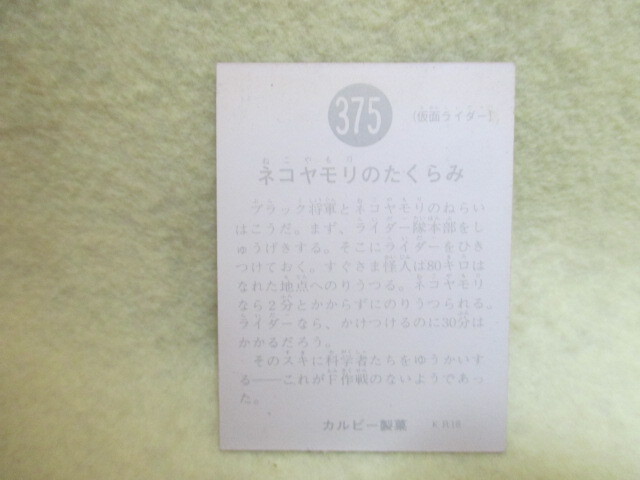 375
(仮面ライダー)
ネコヤモリのたくらみ
ブラック将軍とネコヤモリのねらい
はこうだ。まず、ライダー隊本部をし
ゅうげきする。そこにライダーをひき
つけておく。すぐさま怪人は80キロは
なれた地点へのりうつる。ネコヤモリ
なら2分とかからずにのりうつられる。
ライダーなら、かけつけるのに30分は
かかるだろう。
そのスキに科学者たちをゆうかいす
る――これがF作戦のないようであっ
た。
カルビー製菓